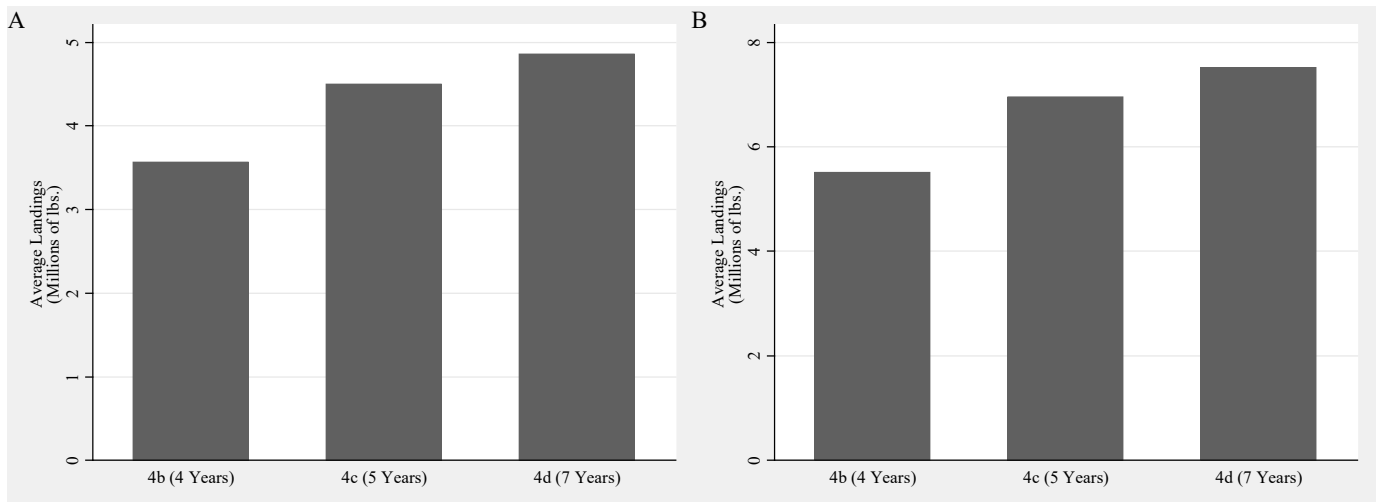 A
5
4
3
2
1
0
Average Landings
(Millions of lbs.)
4b (4 Years)
4c (5 Years)
4d (7 Years)
B
8
6
4
2
0
Average Landings
(Millions of lbs.)
4b (4 Years)
4c (5 Years)
4d (7 Years)